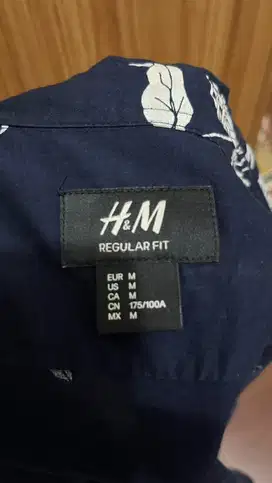 H&M
REGULAR FIT
EUR M
US M
CA M
CN 175/100A
MX M